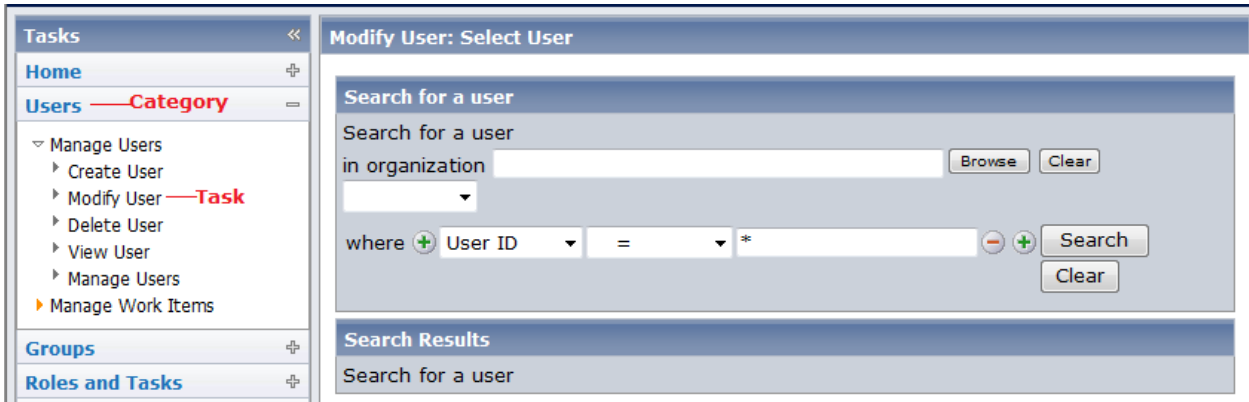 Tasks «
Home
Users Category
Manage Users
Create User
Modify User Task
Delete User
View User
Manage Users
Manage Work Items
Groups
Roles and Tasks
Modify User: Select User
Search for a user
Search for a user
in organization Browse Clear
where User ID = * Search
Clear
Search Results
Search for a user